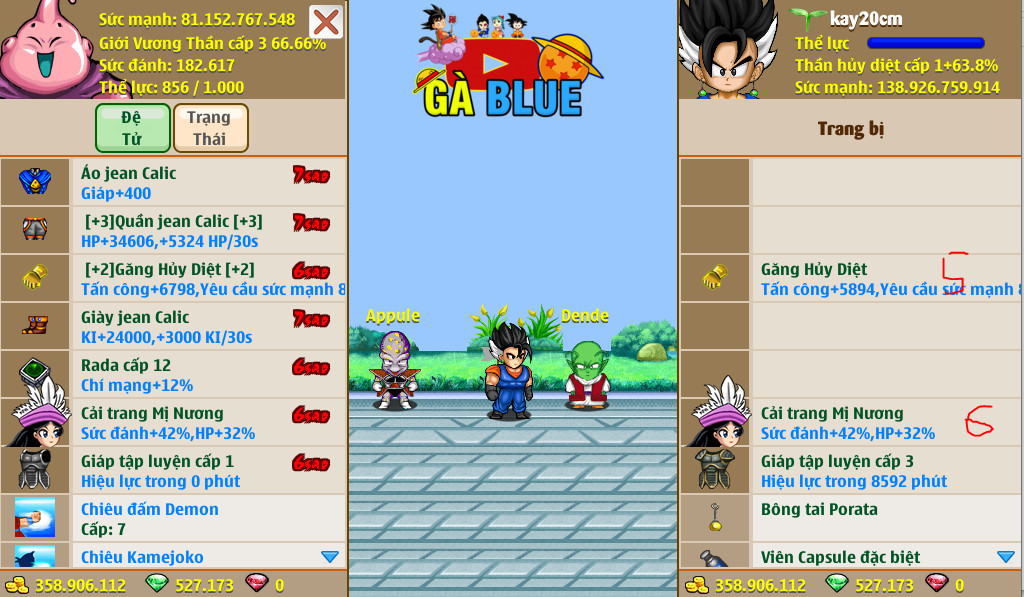 Sức mạnh: 81.152.767.548
Giới Vương Thần cấp 3 66.66%
Sức đánh: 182.617
Thể lực: 856 / 1.000
Đệ
Tử
Trạng
Thái
Áo jean Calic
7SAO
Giáp+400
[+3]Quần jean Calic [+3]
7SAO
HP+34606,+5324 HP/30s
[+2]Găng Hủy Diệt [+2]
6SAO
Tấn công+6798,Yêu cầu sức mạnh 8
Giày jean Calic
7SAO
KI+24000,+3000 KI/30s
Rada cấp 12
6SAO
Chí mạng+12%
Cải trang Mị Nương
6SAO
Sức đánh+42%,HP+32%
Giáp tập luyện cấp 1
6SAO
Hiệu lực trong 0 phút
Chiêu đấm Demon
Cấp: 7
Chiêu Kamejoko
358.906.112 527.173 0
GÀ BLUE
Appule
Dende
kay20cm
Thể lực
Thần hủy diệt cấp 1+63.8%
Sức mạnh: 138.926.759.914
Trang bị
Găng Hủy Diệt
5
Tấn công+5894,Yêu cầu sức mạnh 8
Cải trang Mị Nương
6
Sức đánh+42%,HP+32%
Giáp tập luyện cấp 3
Hiệu lực trong 8592 phút
Bông tai Porata
Viên Capsule đặc biệt
358.906.112 527.173 0